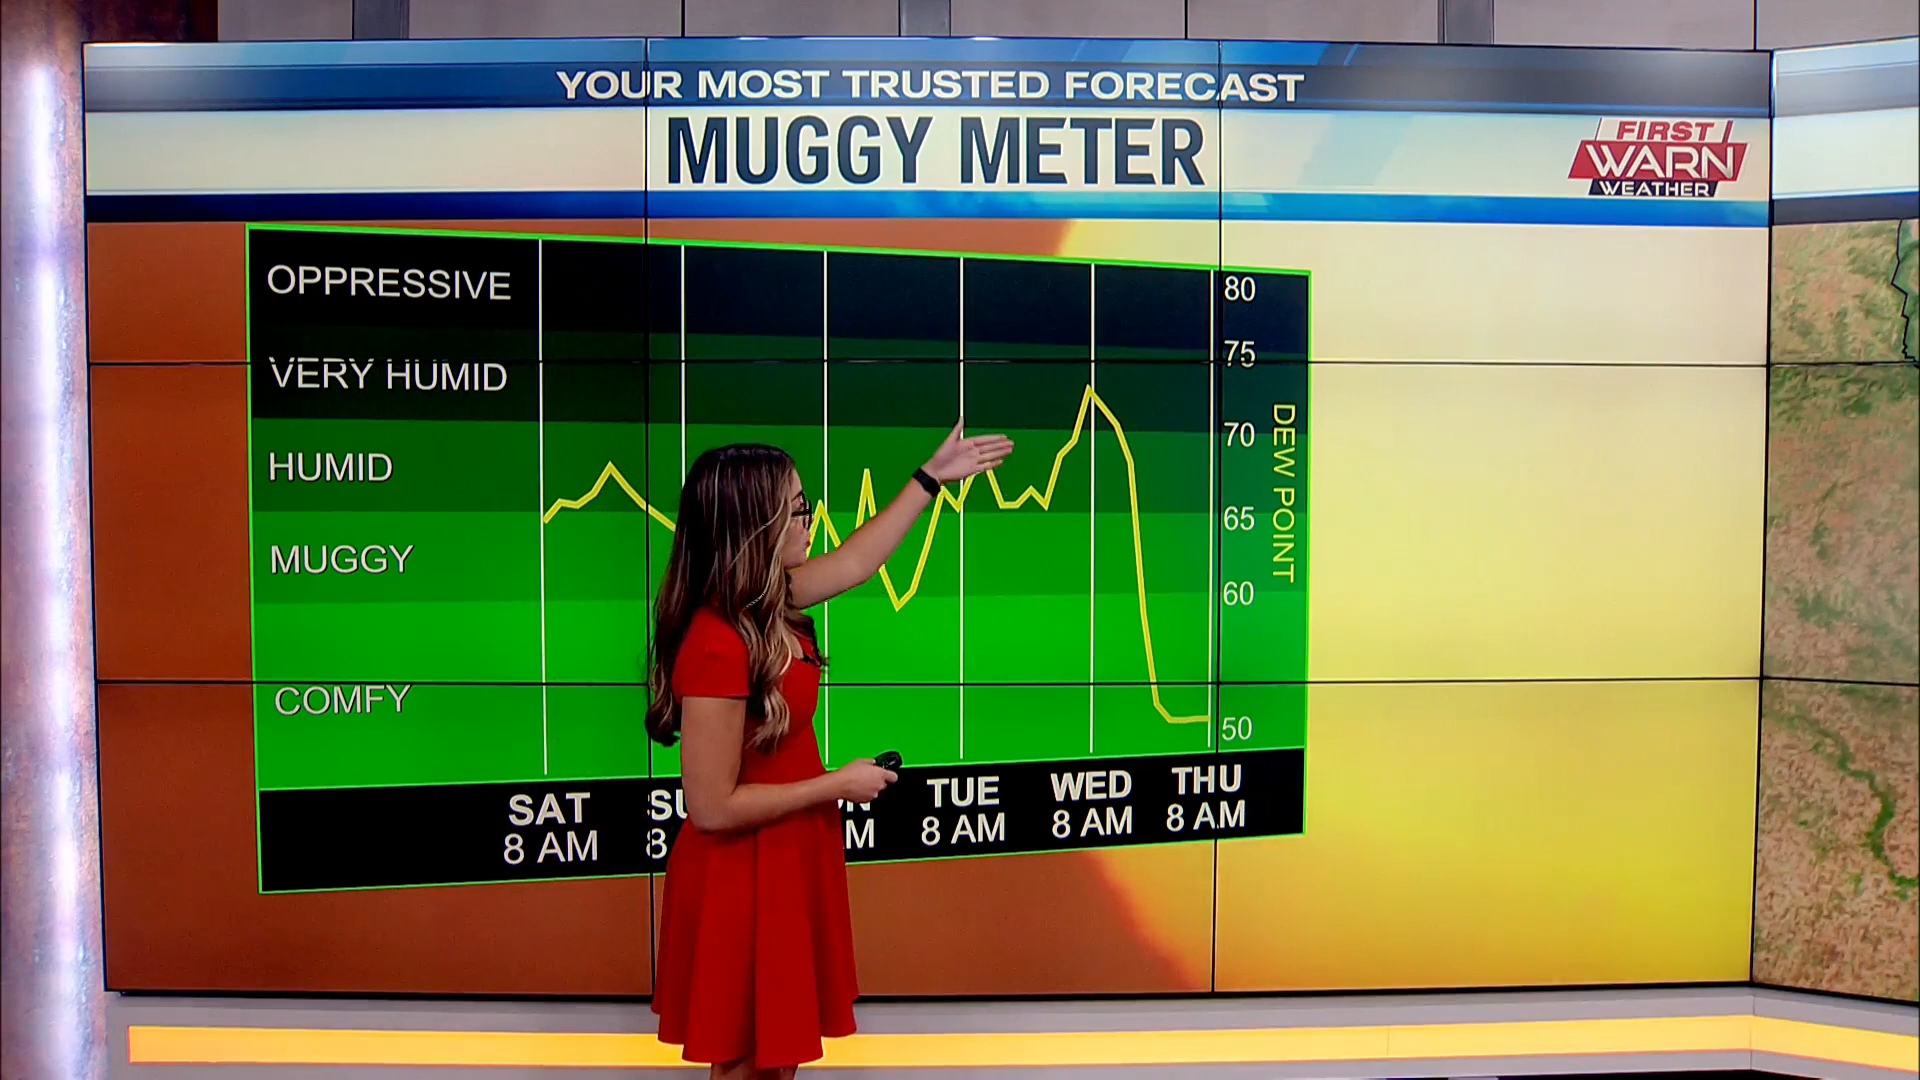 YOUR MOST TRUSTED FORECAST
MUGGY METER
FIRST
WARN
WEATHER
OPPRESSIVE
VERY HUMID
HUMID
MUGGY
COMFY
80
75
70
65
60
50
DEW POINT
SAT
8 AM
TUE
8 AM
WED
8 AM
THU
8 AM